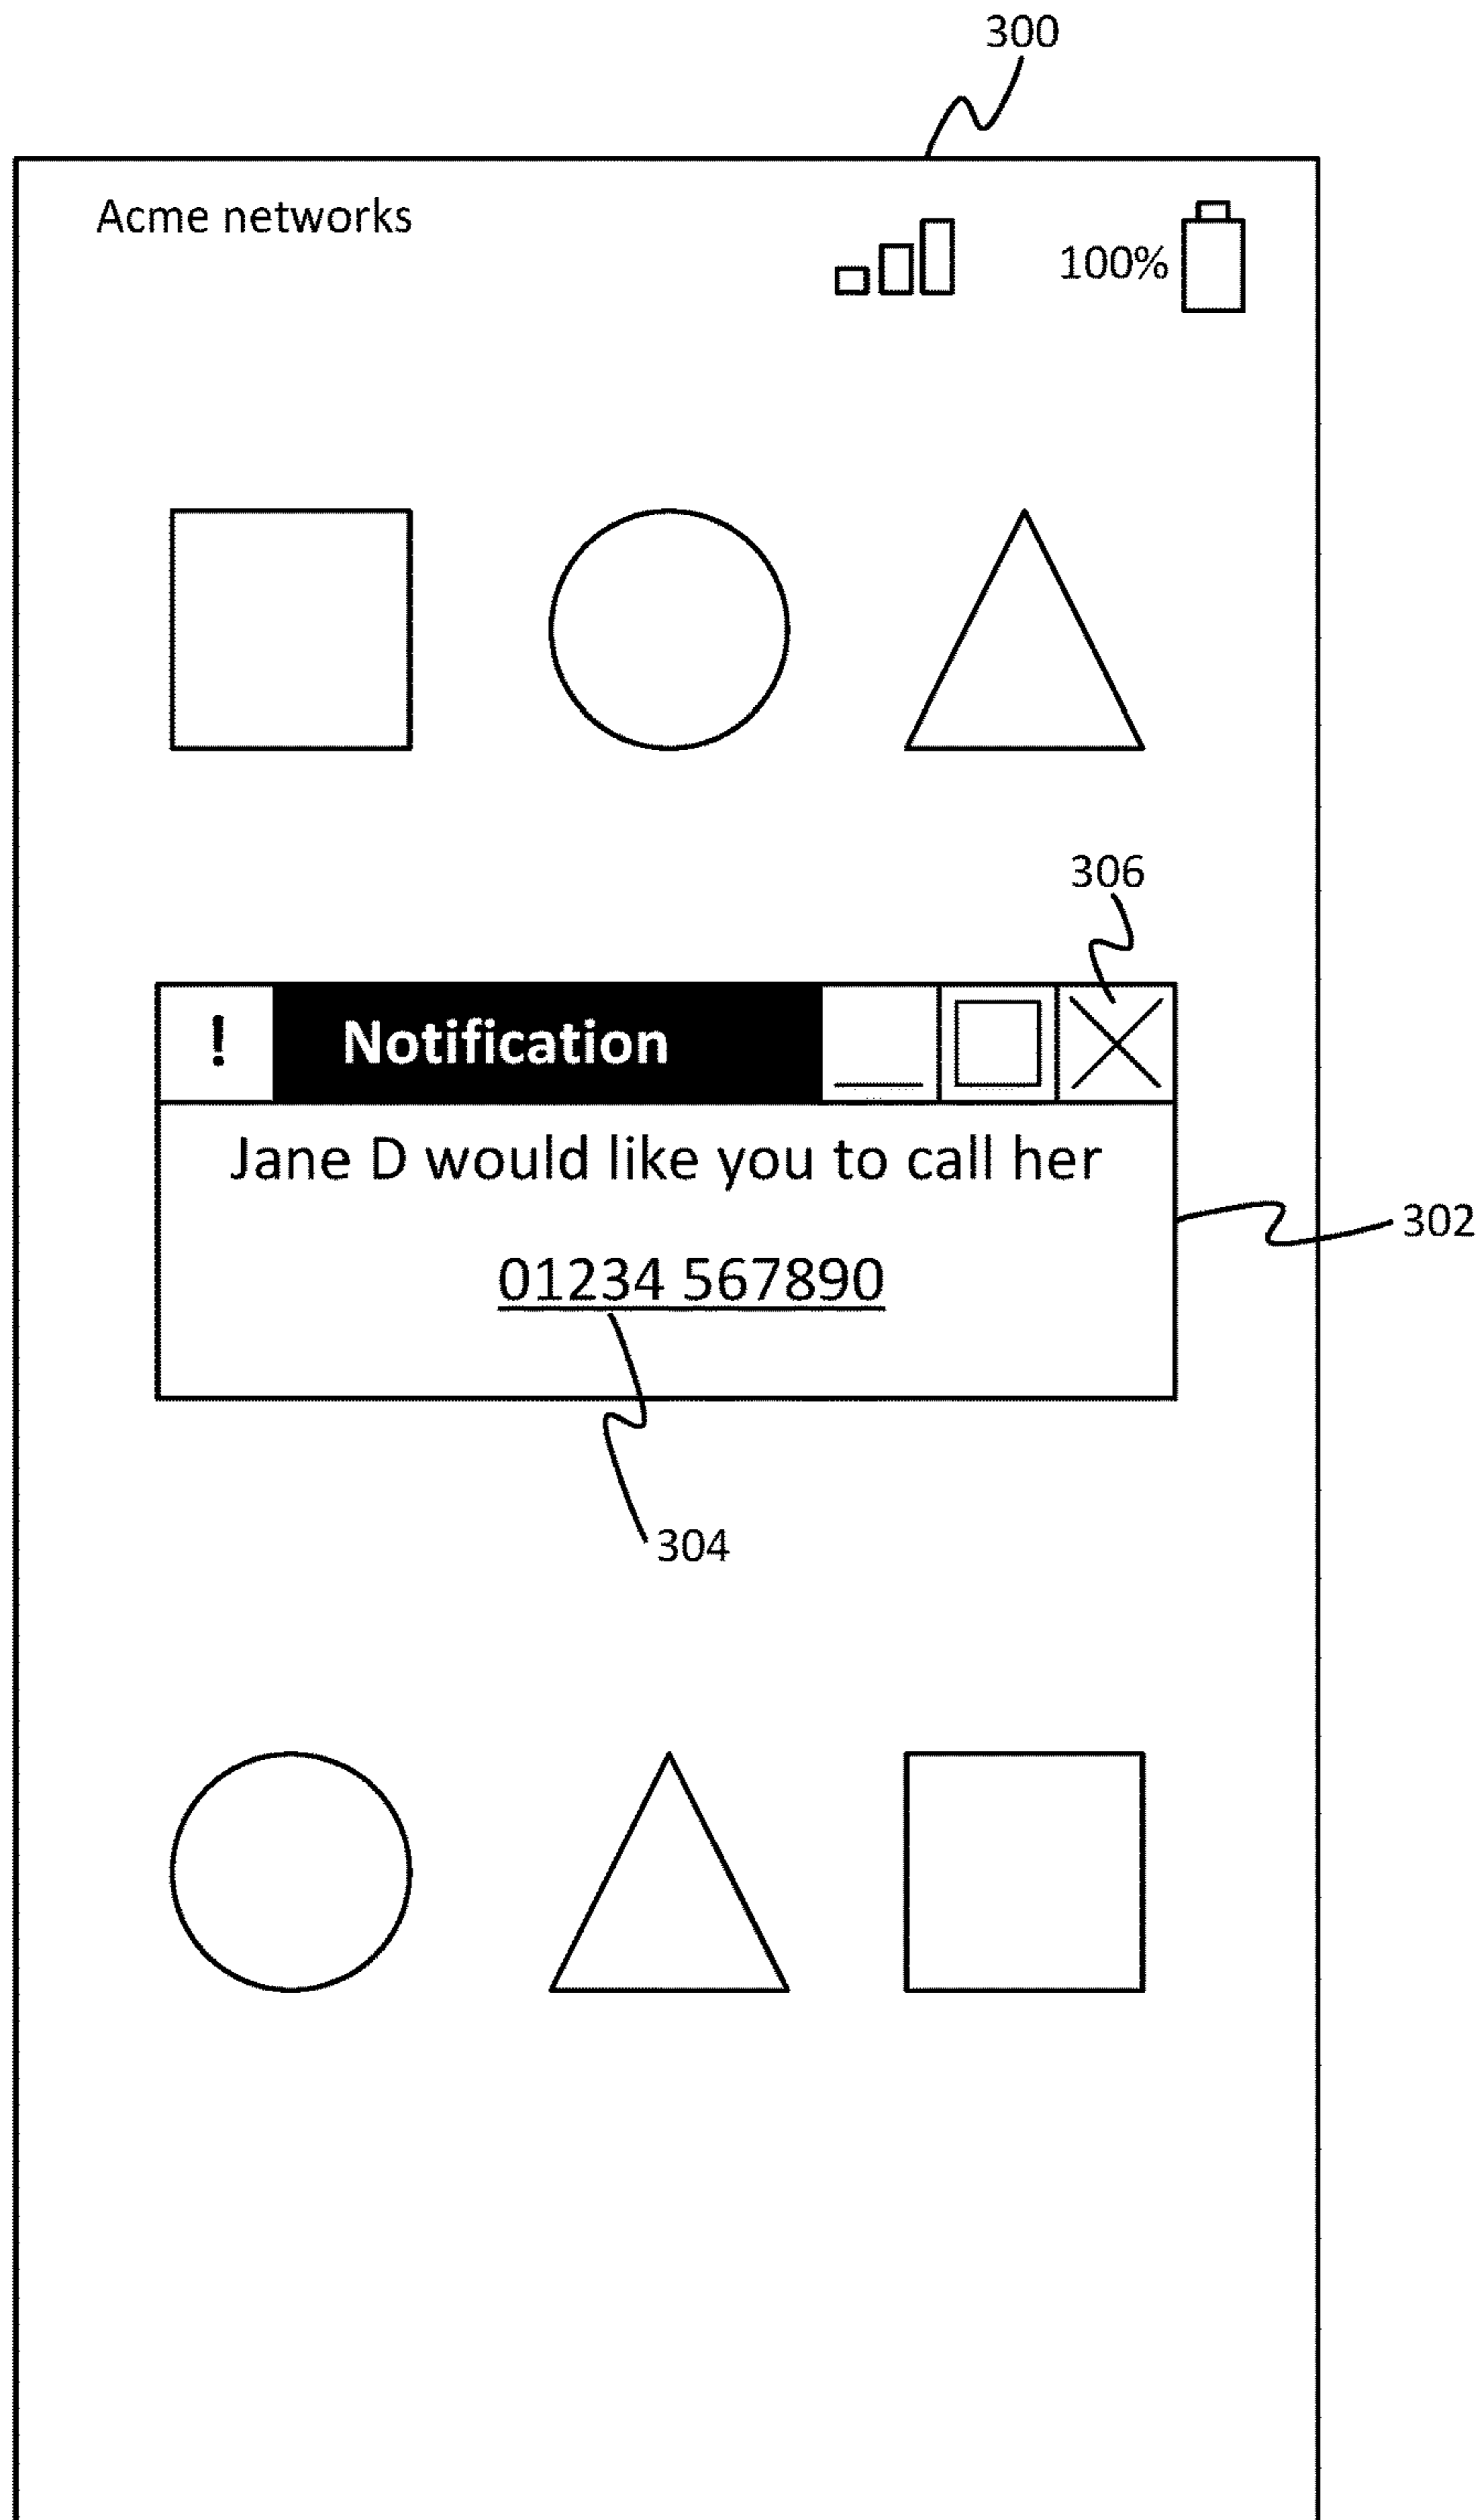 300
Acme networks
100%
306
! Notification
Jane D would like you to call her
302
01234 567890
304